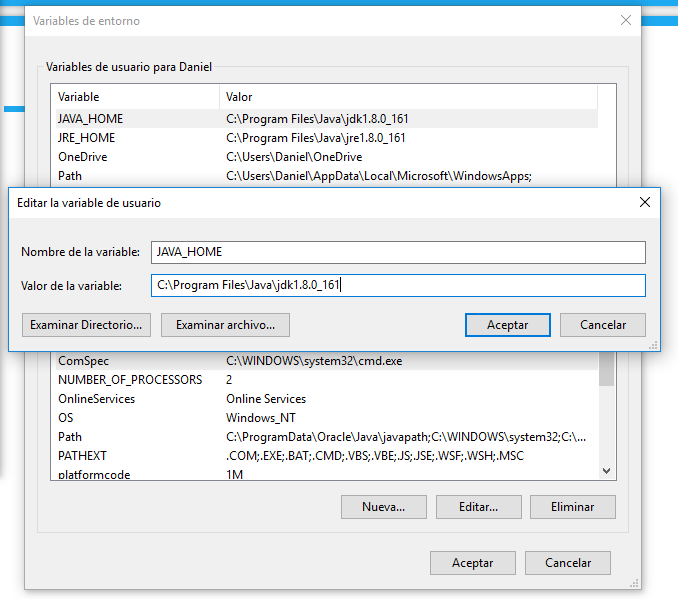 Variables de entorno
Variables de usuario para Daniel
Variable Valor
JAVA_HOME C:\Program Files\Java\jdk1.8.0_161
JRE_HOME C:\Program Files\Java\jre1.8.0_161
OneDrive C:\Users\Daniel\OneDrive
Path C:\Users\Daniel\AppData\Local\Microsoft\WindowsApps;
Editar la variable de usuario
Nombre de la variable: JAVA_HOME
Valor de la variable: C:\Program Files\Java\jdk1.8.0_161
Examinar Directorio... Examinar archivo... Aceptar Cancelar
ComSpec C:\WINDOWS\system32\cmd.exe
NUMBER_OF_PROCESSORS 2
OnlineServices Online Services
OS Windows_NT
Path C:\ProgramData\Oracle\Java\javapath;C:\WINDOWS\system32;C:\...
PATHEXT .COM;.EXE;.BAT;.CMD;.VBS;.VBE;.JS;.JSE;.WSF;.WSH;.MSC
platformcode 1M
Nueva... Editar... Eliminar
Aceptar Cancelar